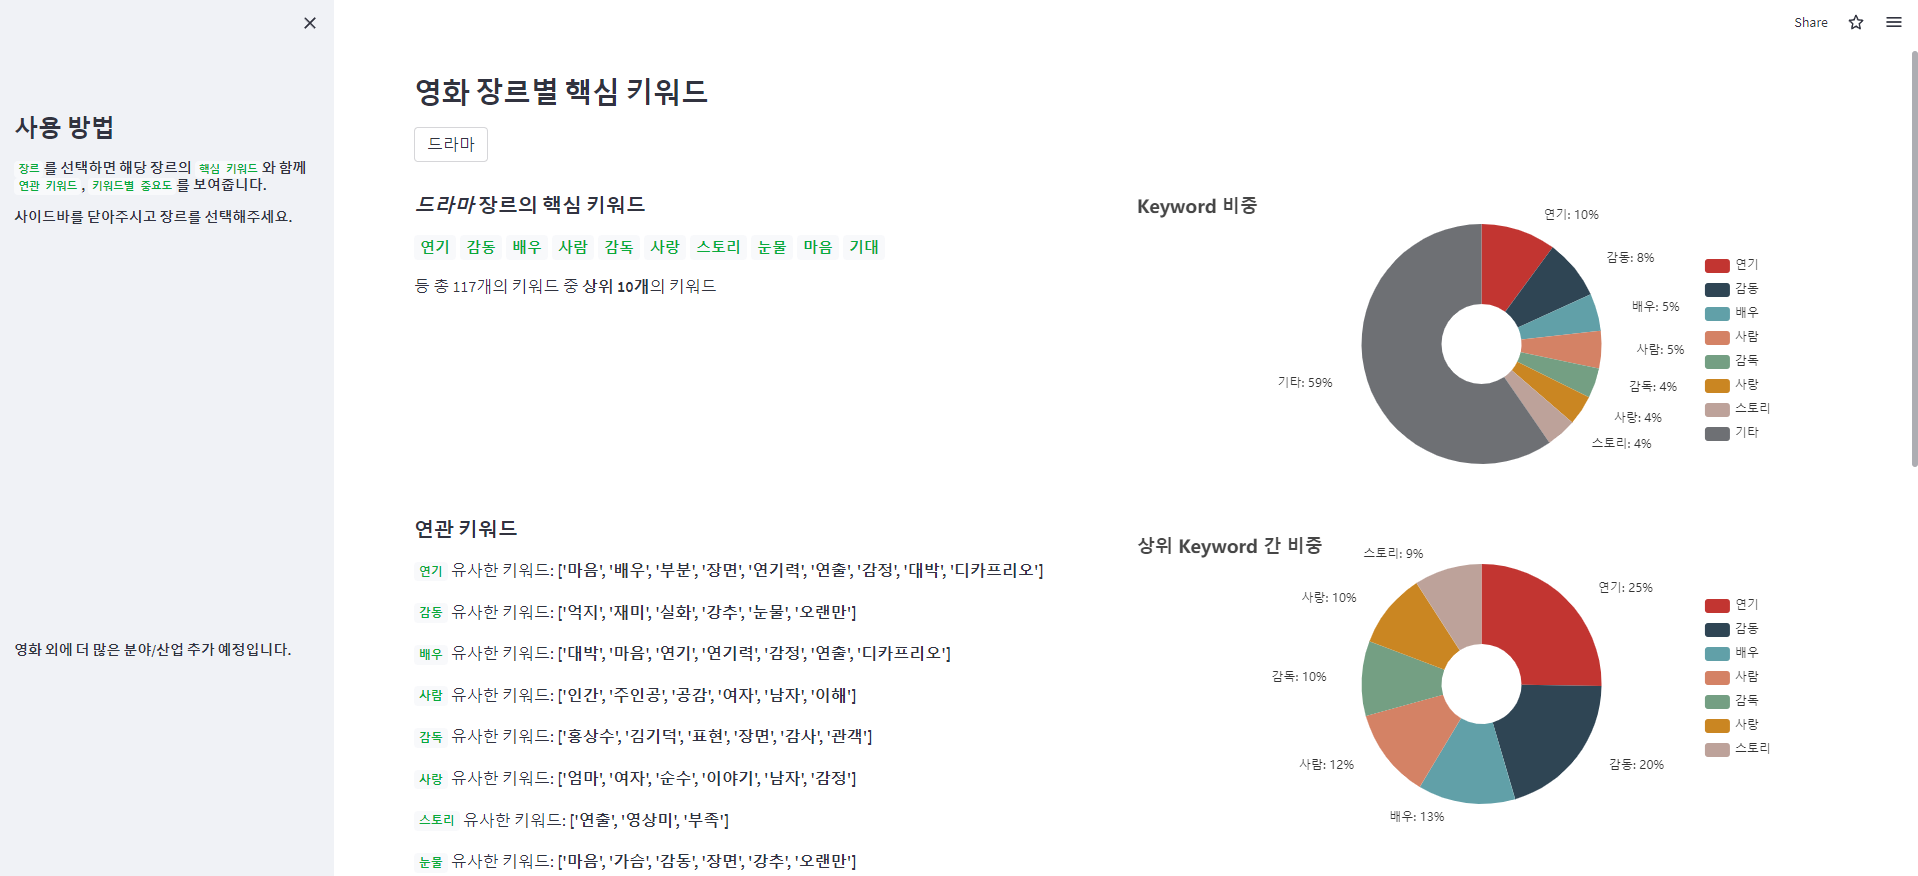 Share
사용 방법
장르 를 선택하면 해당 장르의 핵심 키워드 와 함께
연관 키워드 , 키워드별 중요도 를 보여줍니다.
사이드바를 닫아주시고 장르를 선택해주세요.
영화 외에 더 많은 분야/산업 추가 예정입니다.
영화 장르별 핵심 키워드
드라마
드라마 장르의 핵심 키워드
연기 감동 배우 사람 감독 사랑 스토리 눈물 마음 기대
등 총 117개의 키워드 중 상위 10개의 키워드
Keyword 비중
연기: 10%
감동: 8%
배우: 5%
사람: 5%
감독: 4%
사랑: 4%
스토리: 4%
기타: 59%
연기
감동
배우
사람
감독
사랑
스토리
기타
연관 키워드
연기 유사한 키워드: ['마음', '배우', '부분', '장면', '연기력', '연출', '감정', '대박', '디카프리오']
감동 유사한 키워드: ['억지', '재미', '실화', '강추', '눈물', '오랜만']
배우 유사한 키워드: ['대박', '마음', '연기', '연기력', '감정', '연출', '디카프리오']
사람 유사한 키워드: ['인간', '주인공', '공감', '여자', '남자', '이해']
감독 유사한 키워드: ['홍상수', '김기덕', '표현', '장면', '감사', '관객']
사랑 유사한 키워드: ['엄마', '여자', '순수', '이야기', '남자', '감정']
스토리 유사한 키워드: ['연출', '영상미', '부족']
눈물 유사한 키워드: ['마음', '가슴', '감동', '장면', '강추', '오랜만']
상위 Keyword 간 비중
스토리: 9%
연기: 25%
사랑: 10%
감독: 10%
사람: 12%
감동: 20%
배우: 13%
연기
감동
배우
사람
감독
사랑
스토리